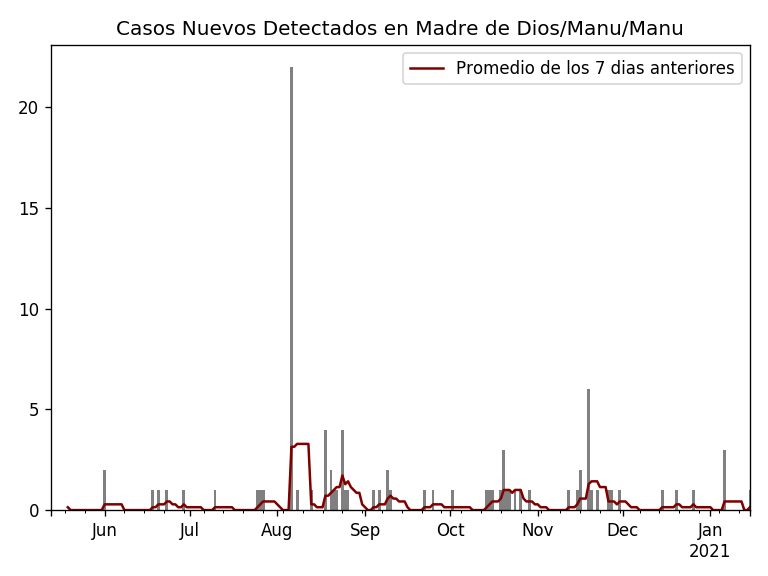 Casos Nuevos Detectados en Madre de Dios/Manu/Manu
Promedio de los 7 dias anteriores
20
15
10
5
0
Jun Jul Aug Sep Oct Nov Dec Jan
2021